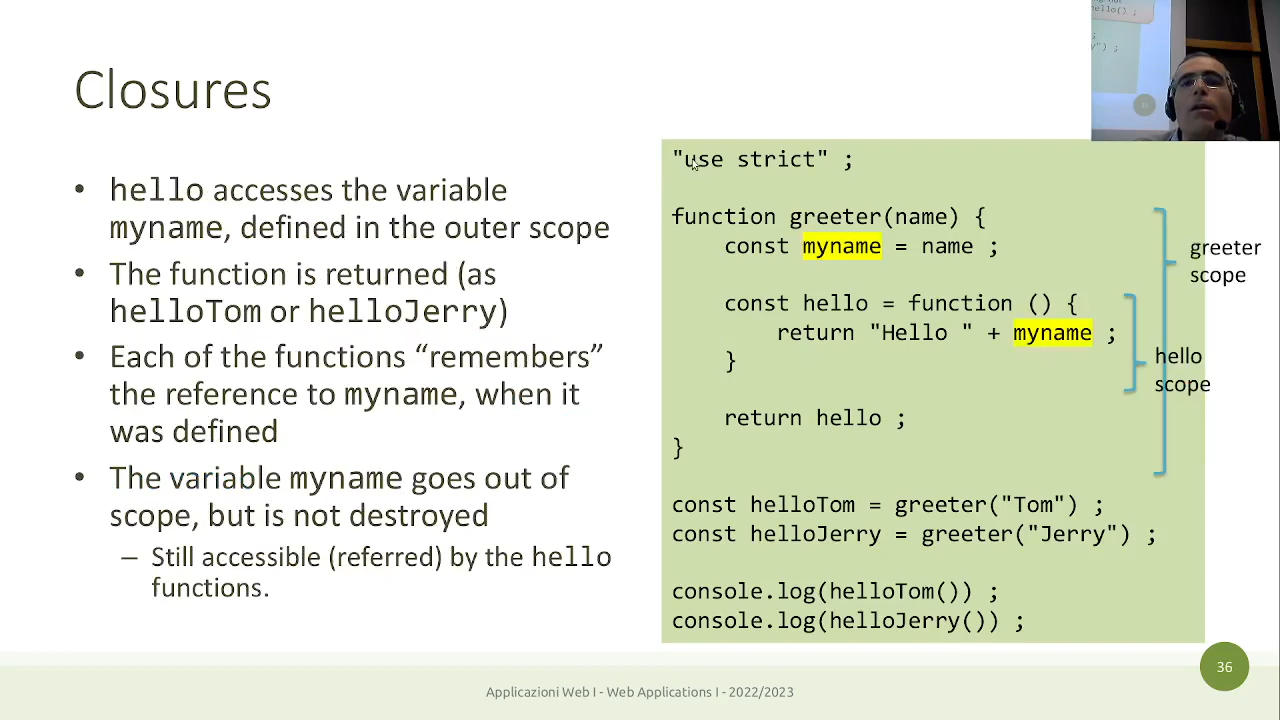 Closures
• hello accesses the variable
myname, defined in the outer scope
• The function is returned (as
helloTom or helloJerry)
• Each of the functions “remembers”
the reference to myname, when it
was defined
• The variable myname goes out of
scope, but is not destroyed
– Still accessible (referred) by the hello
functions.
"use strict" ;
function greeter(name) {
const myname = name ;
const hello = function () {
return "Hello " + myname ;
}
return hello ;
}
const helloTom = greeter("Tom") ;
const helloJerry = greeter("Jerry") ;
console.log(helloTom()) ;
console.log(helloJerry()) ;
greeter
scope
hello
scope
hello() ;
Applicazioni Web I - Web Applications I - 2022/2023
36